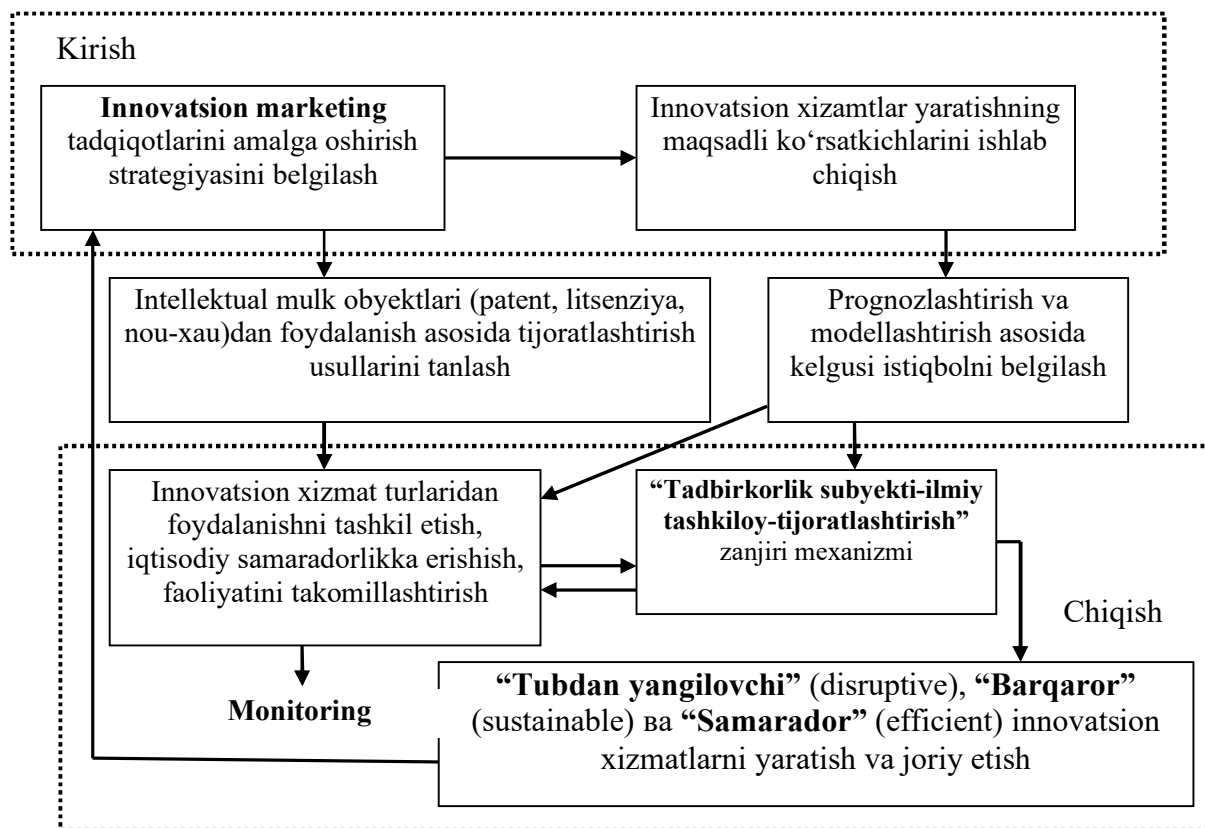 Kirish
Innovatsion marketing
tadqiqotlarini amalga oshirish
strategiyasini belgilash
Innovatsion xizamtlar yaratishning
maqsadli ko‘rsatkichlarini ishlab
chiqish
Intellektual mulk obyektlari (patent, litsenziya,
nou-xau)dan foydalanish asosida tijoratlashtirish
usullarini tanlash
Prognozlashtirish va
modellashtirish asosida
kelgusi istiqbolni belgilash
Innovatsion xizmat turlaridan
foydalanishni tashkil etish,
iqtisodiy samaradorlikka erishish,
faoliyatini takomillashtirish
“Tadbirkorlik subyekti-ilmiy
tashkiloy-tijoratlashtirish”
zanjiri mexanizmi
Chiqish
Monitoring
“Tubdan yangilovchi” (disruptive), “Barqaror”
(sustainable) ва “Samarador” (efficient) innovatsion
xizmatlarni yaratish va joriy etish